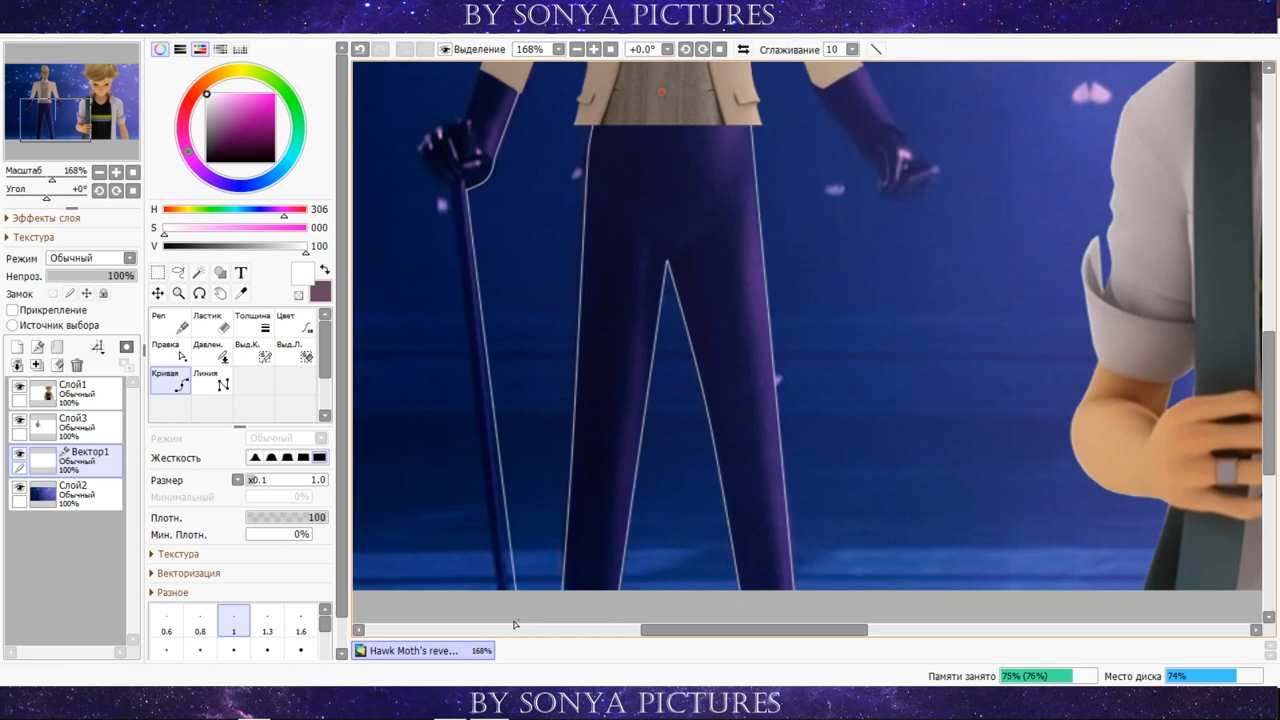 BY SONYA PICTURES
Выделение 168% +0.0° Сглаживание 10
Масштаб 168%
Угол +0°
Эффекты слоя
Текстура
Режим Обычный
Непроз. 100%
Замок
Прикрепление
Источник выбора
Слой1
Обычный
100%
Слой3
Обычный
100%
Вектор1
Обычный
100%
Слой2
Обычный
100%
H 306
S 000
V 100
T
Pen Ластик Толщина Цвет
Правка Давлен. Выд.К. Выд.Л.
Кривая Линия
Режим Обычный
Жесткость
Размер x0.1 1.0
Минимальный 0%
Плотн. 100
Мин. Плотн. 0%
Текстура
Векторизация
Разное
0.6 0.8 1 1.3 1.6
Hawk Moth's reve... 168%
Памяти занято 75% (76%) Место диска 74%
BY SONYA PICTURES